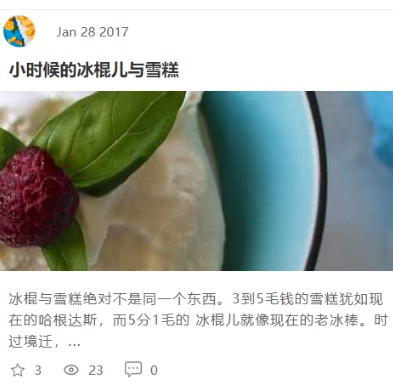 Jan 28 2017
小时候的冰棍儿与雪糕
冰棍与雪糕绝对不是同一个东西。3到5毛钱的雪糕犹如现
在的哈根达斯，而5分1毛的 冰棍儿就像现在的老冰棒。时
过境迁，...
3 23 0